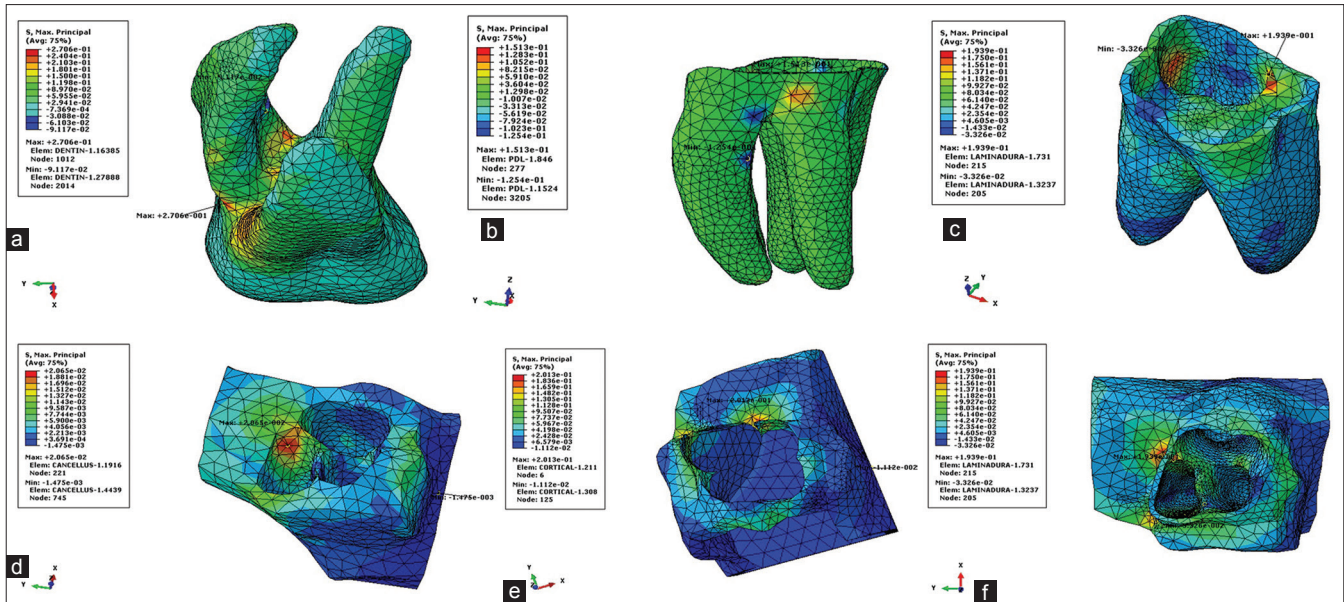 S, Max. Principal
(Avg: 75%)
+2.706e-01
+2.404e-01
+2.103e-01
+1.801e-01
+1.500e-01
+1.198e-01
+8.970e-02
+5.955e-02
+2.941e-02
-7.369e-04
-3.088e-02
-6.103e-02
-9.117e-02
Max: +2.706e-01
Elem: DENTIN-1.16385
Node: 1012
Min: -9.117e-02
Elem: DENTIN-1.27888
Node: 2014
Max: +2.706e-001
a
Y
X
S, Max. Principal
(Avg: 75%)
+1.513e-01
+1.283e-01
+1.052e-01
+8.215e-02
+5.910e-02
+3.604e-02
+1.298e-02
-1.007e-02
-3.313e-02
-5.619e-02
-7.924e-02
-1.023e-01
-1.254e-01
Max: +1.513e-01
Elem: PDL-1.846
Node: 277
Min: -1.254e-01
Elem: PDL-1.1524
Node: 3205
Min: -1.254e-001
b
Z
Y
X
S, Max. Principal
(Avg: 75%)
+1.939e-01
+1.750e-01
+1.561e-01
+1.371e-01
+1.182e-01
+9.927e-02
+8.034e-02
+6.140e-02
+4.247e-02
+2.354e-02
+4.605e-03
-1.433e-02
-3.326e-02
Max: +1.939e-01
Elem: LAMINADURA-1.731
Node: 215
Min: -3.326e-02
Elem: LAMINADURA-1.3237
Node: 205
Max: +1.939e-001
c
Z
Y
X
S, Max. Principal
(Avg: 75%)
+2.065e-02
+1.881e-02
+1.696e-02
+1.512e-02
+1.327e-02
+1.143e-02
+9.587e-03
+7.744e-03
+5.900e-03
+4.056e-03
+2.213e-03
+3.691e-04
-1.475e-03
Max: +2.065e-02
Elem: CANCELLUS-1.1916
Node: 221
Min: -1.475e-03
Elem: CANCELLUS-1.4439
Node: 745
Max: +2.065e-002
Min: -1.475e-003
d
X
Y
S, Max. Principal
(Avg: 75%)
+2.013e-01
+1.836e-01
+1.659e-01
+1.482e-01
+1.305e-01
+1.128e-01
+9.507e-02
+7.737e-02
+5.967e-02
+4.198e-02
+2.428e-02
+6.579e-03
-1.112e-02
Max: +2.013e-01
Elem: CORTICAL-1.211
Node: 6
Min: -1.112e-02
Elem: CORTICAL-1.308
Node: 125
Max: +2.013e-001
e
Y
Z
X
S, Max. Principal
(Avg: 75%)
+1.939e-01
+1.750e-01
+1.561e-01
+1.371e-01
+1.182e-01
+9.927e-02
+8.034e-02
+6.140e-02
+4.247e-02
+2.354e-02
+4.605e-03
-1.433e-02
-3.326e-02
Max: +1.939e-01
Elem: LAMINADURA-1.731
Node: 215
Min: -3.326e-02
Elem: LAMINADURA-1.3237
Node: 205
f
X
Y